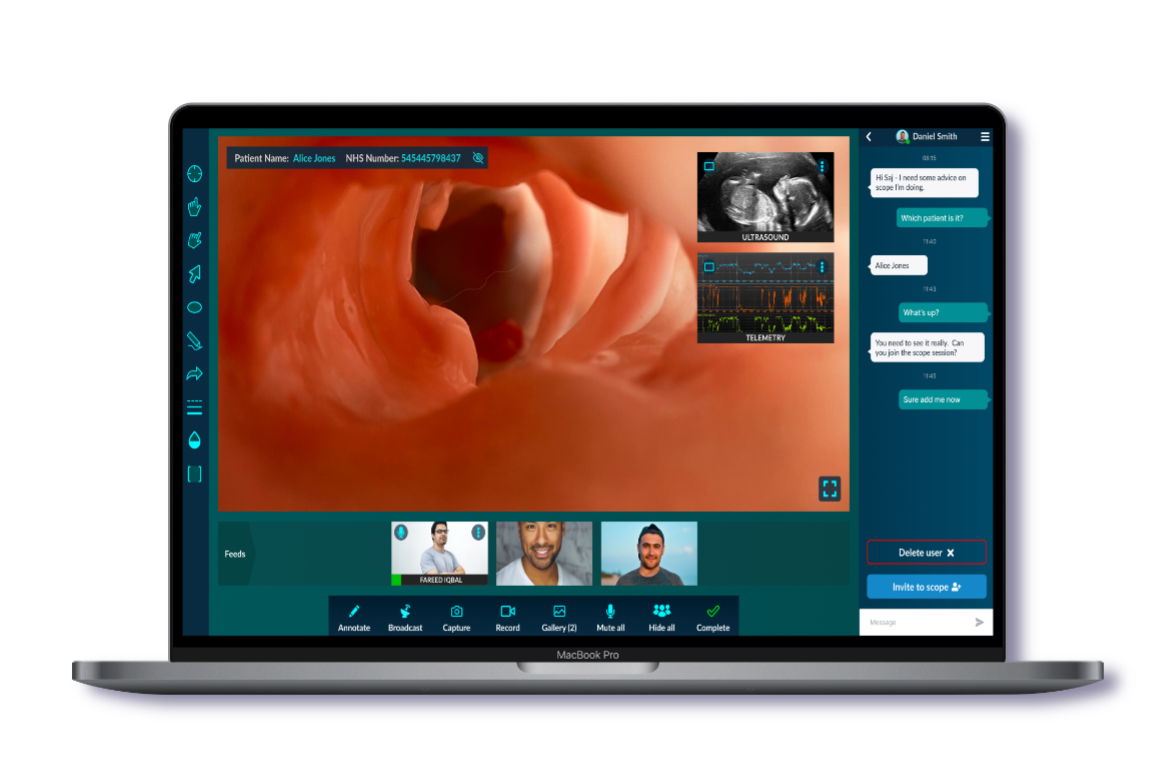 Patient Name: Alice Jones NHS Number: 545445798437
ULTRASOUND
TELEMETRY
Feeds
FAREED IQBAL
Annotate
Broadcast
Capture
Record
Gallery (2)
Mute all
Hide all
Complete
Daniel Smith
Hi Saj - I need some advice on
scope I'm doing.
Which patient is it?
11:40
Alice Jones
11:43
What's up?
You need to see it really. Can
you join the scope session?
11:45
Sure add me now
Delete user
Invite to scope
Message
MacBook Pro